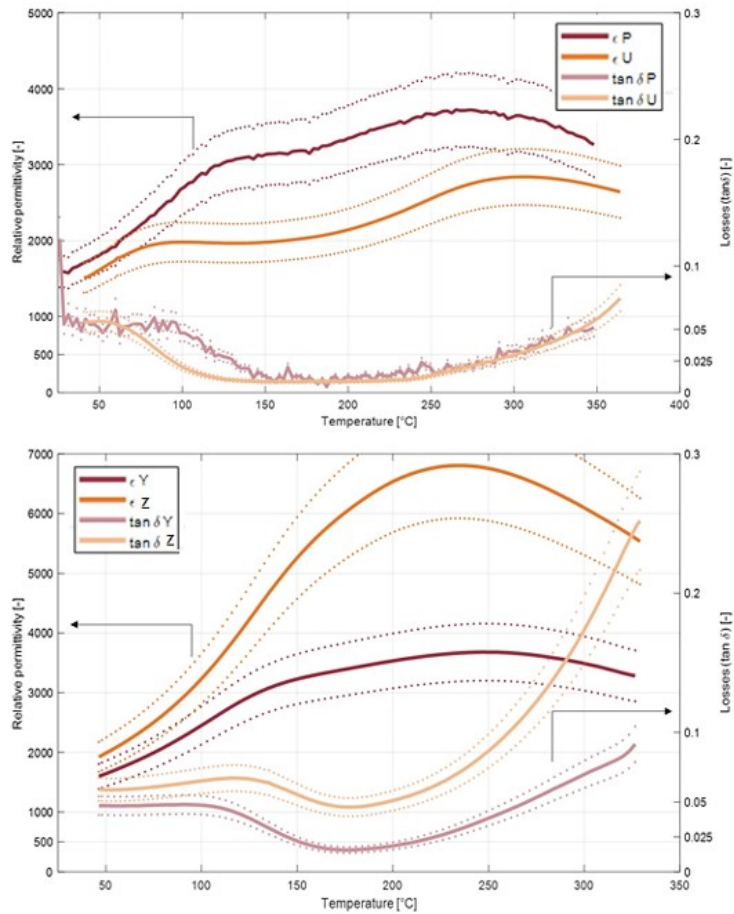 5000
4000
3000
2000
1000
500
0
Relative permittivity [-]
ϵ P
ϵ U
tan δ P
tan δ U
0.3
0.2
0.1
0.05
0.025
0
Losses (tanδ) [-]
50 100 150 200 250 300 350 400
Temperature [°C]
7000
6000
5000
4000
3000
2000
1000
500
0
Relative permittivity [-]
ϵ Y
ϵ Z
tan δ Y
tan δ Z
0.3
0.2
0.1
0.05
0.025
0
Losses (tan δ) [-]
50 100 150 200 250 300 350
Temperature [°C]